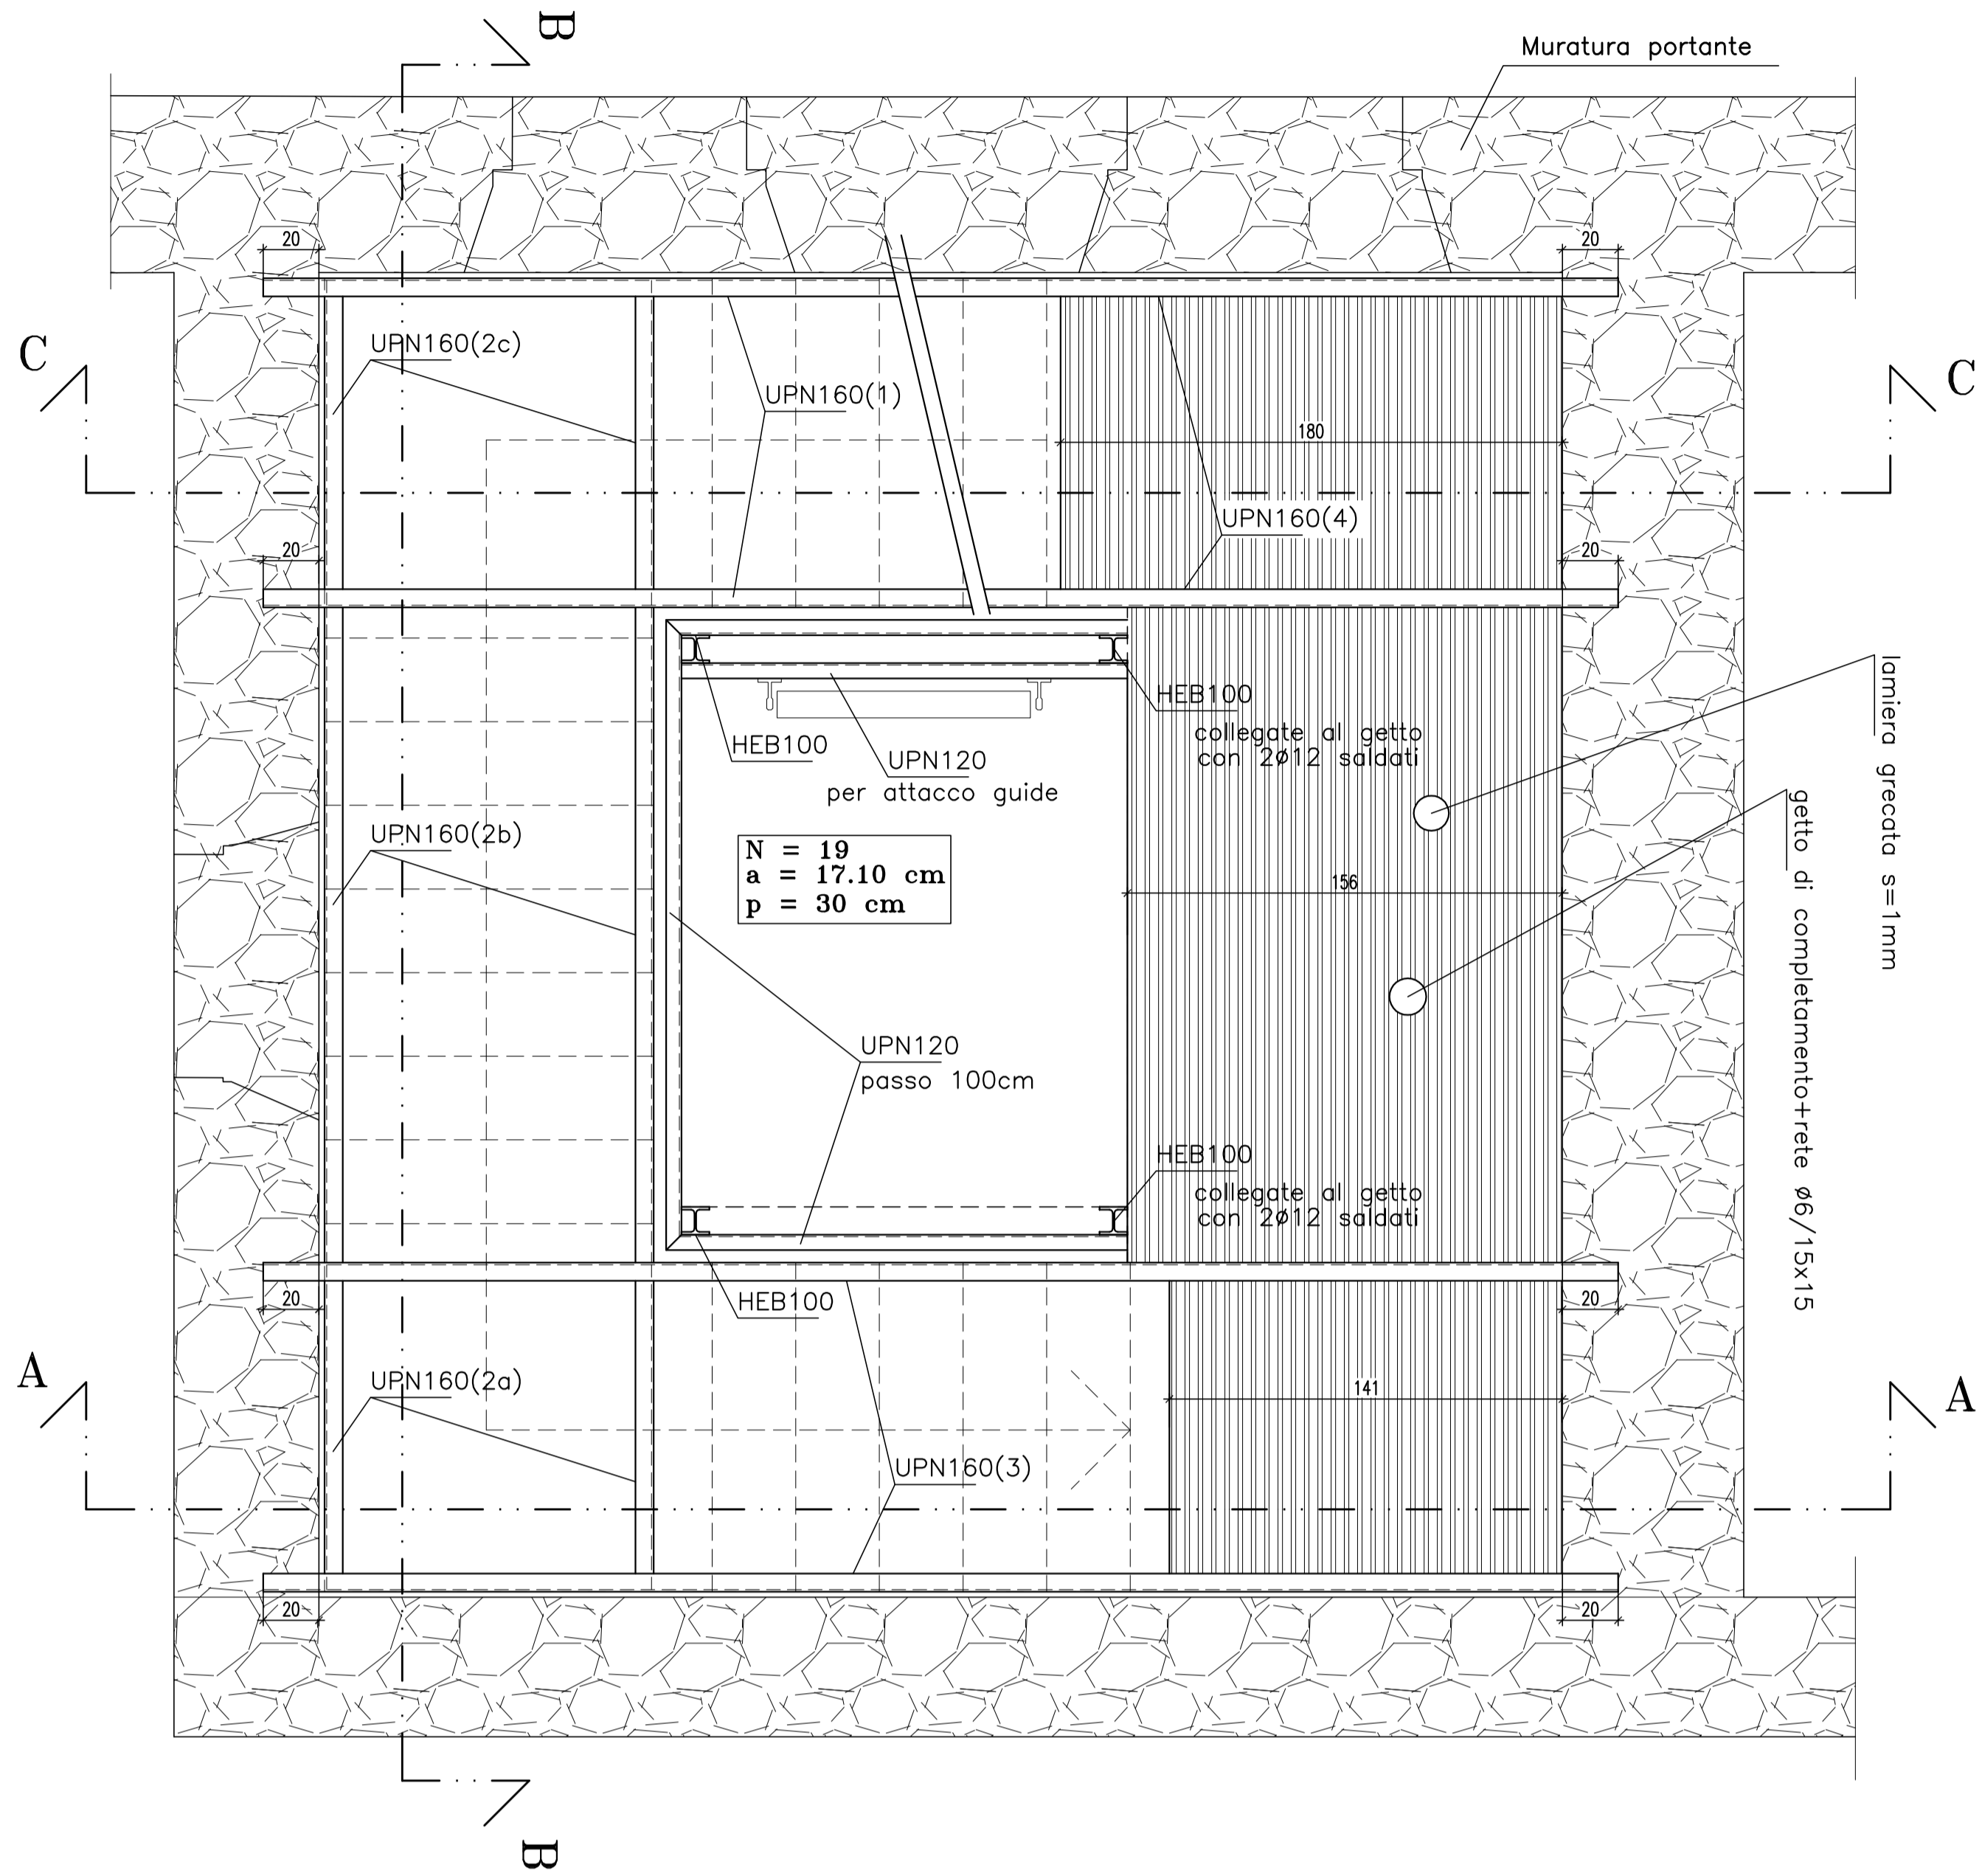 B
Muratura portante
20
20
C
UPN160(2c)
C
UPN160(1)
180
UPN160(4)
20
20
lamiera grecata s=1mm
HEB100
collegate al getto
con 2ø12 saldati
HEB100
UPN120
per attacco guide
getto di completamento+rete ø6/15x15
UPN160(2b)
N = 19
a = 17.10 cm
p = 30 cm
156
UPN120
passo 100cm
HEB100
collegate al getto
con 2ø12 saldati
20
HEB100
20
A
UPN160(2a)
141
A
UPN160(3)
20
20
B